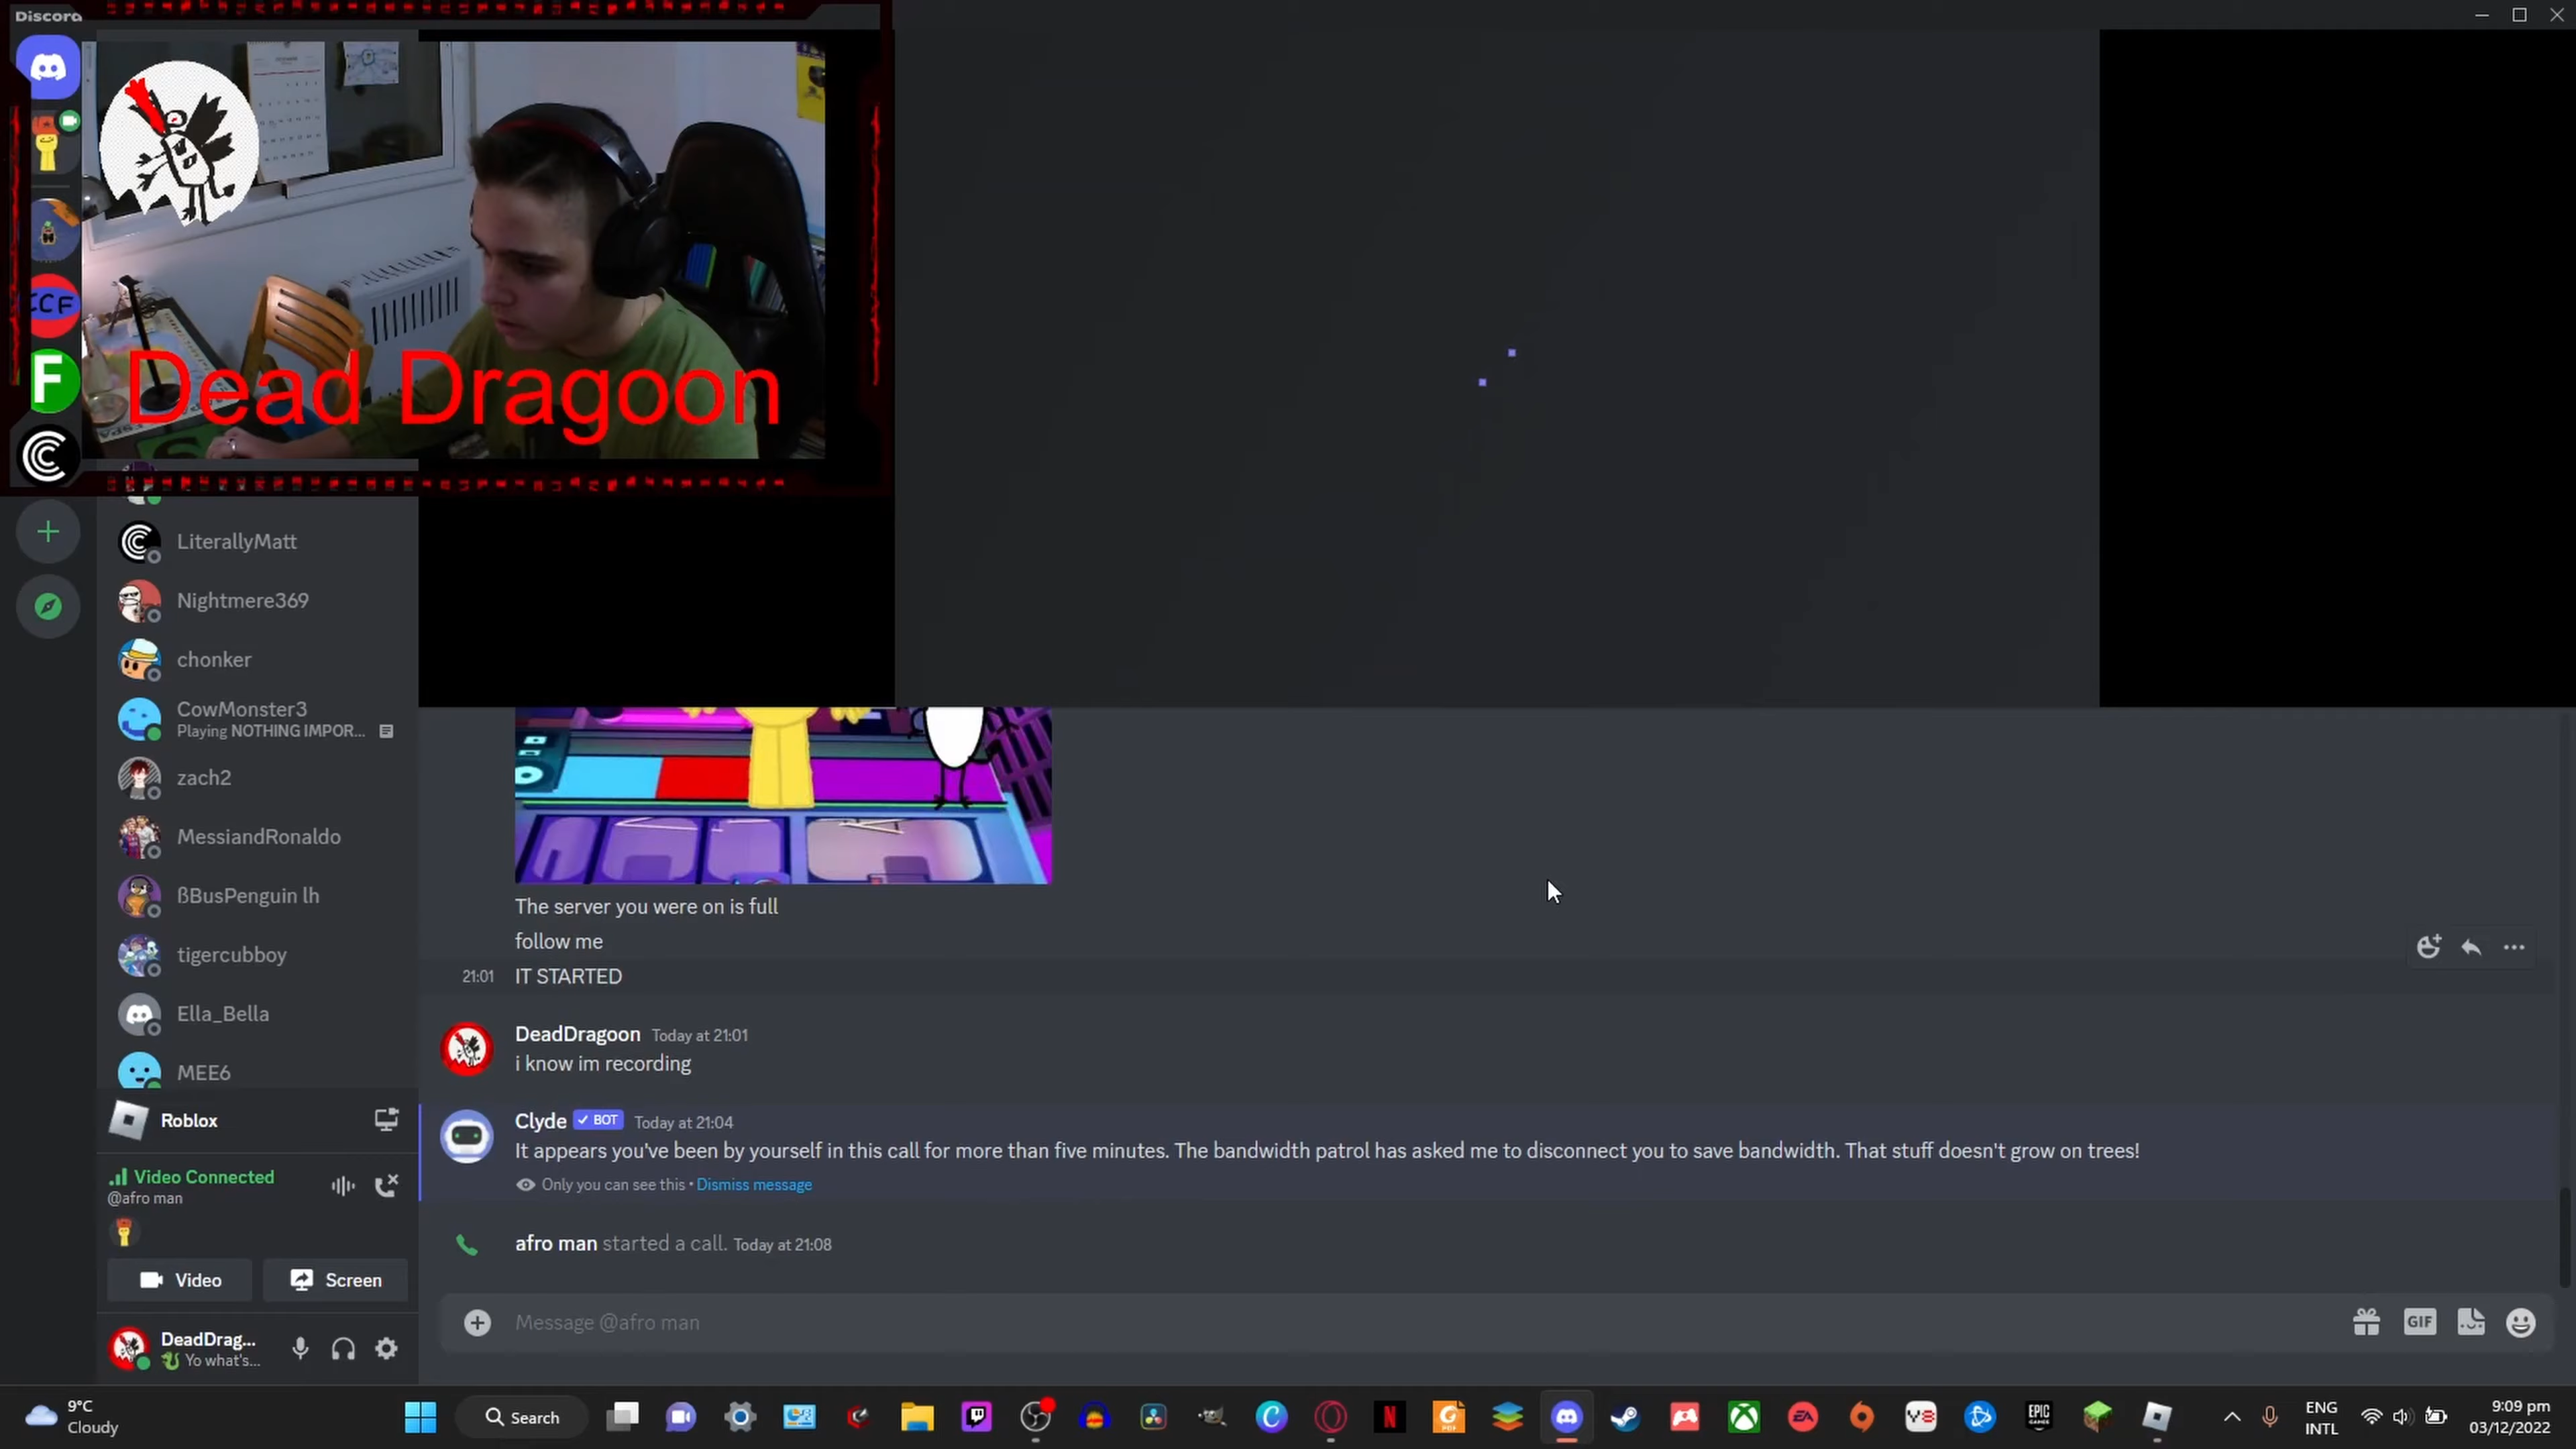 Discord
CCF
F
Dead Dragoon
LiterallyMatt
Nightmere369
chonker
CowMonster3
Playing NOTHING IMPOR...
zach2
MessiandRonaldo
ßBusPenguin lh
tigercubboy
Ella_Bella
MEE6
Roblox
Video Connected
@afro man
Video
Screen
DeadDrag...
Yo what's...
The server you were on is full
follow me
21:01 IT STARTED
DeadDragoon Today at 21:01
i know im recording
Clyde BOT Today at 21:04
It appears you've been by yourself in this call for more than five minutes. The bandwidth patrol has asked me to disconnect you to save bandwidth. That stuff doesn't grow on trees!
Only you can see this • Dismiss message
afro man started a call. Today at 21:08
Message @afro man
GIF
9°C
Cloudy
Search
EA
Y8
EPIC
GAMES
ENG
INTL
9:09 pm
03/12/2022